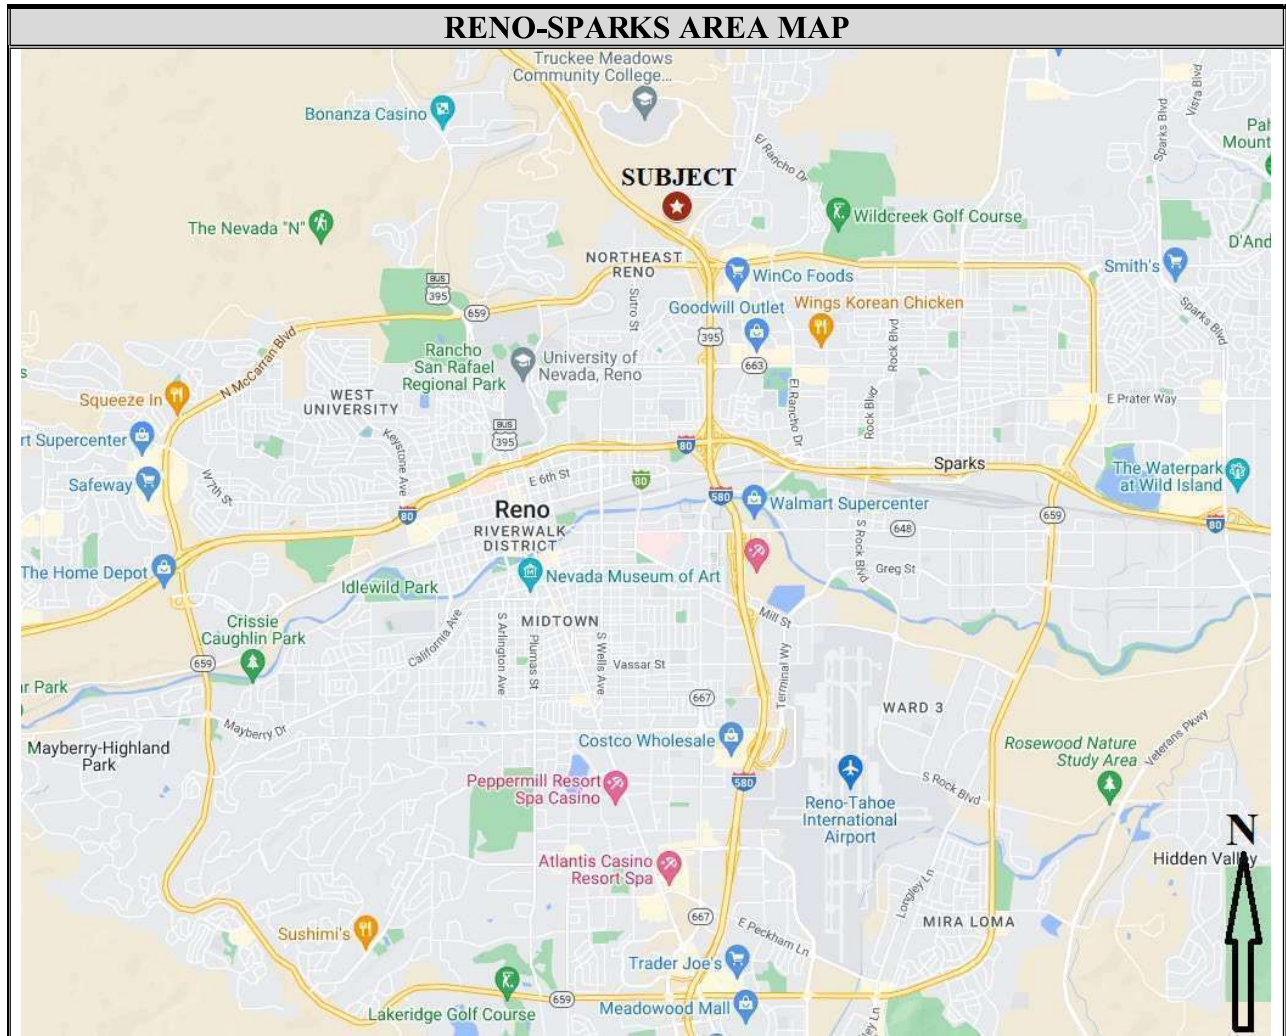 RENO-SPARKS AREA MAP
Truckee Meadows
Community College...
Bonanza Casino
Sparks Blvd
Vista Blvd
Pah
Mount
El Rancho Dr
SUBJECT
The Nevada "N"
Wildcreek Golf Course
D'And
NORTHEAST
RENO
Smith's
BUS
395
WinCo Foods
Sutro St
Goodwill Outlet
Wings Korean Chicken
Sparks Blvd
659
395
Rock Blvd
N McCarran Blvd
Rancho
San Rafael
Regional Park
University of
Nevada, Reno
663
Squeeze In
WEST
UNIVERSITY
El Rancho Dr
Rock Blvd
E Prater Way
BUS
395
rt Supercenter
Keystone Ave
80
Safeway
W 7th St
E 6th St
80
Sparks
The Waterpark
at Wild Island
580
Walmart Supercenter
Reno
80
RIVERWALK
DISTRICT
659
80
648
S Rock Blvd
The Home Depot
Idlewild Park
Nevada Museum of Art
Greg St
Crissie
Caughlin Park
California Ave
S Arlington Ave
MIDTOWN
Plumas St
S Wells Ave
Mill St
659
Vassar St
Terminal Wy
r Park
667
WARD 3
Mayberry Dr
Veterans Pkwy
Mayberry-Highland
Park
Costco Wholesale
Rosewood Nature
Study Area
Peppermill Resort
Spa Casino
580
S Rock Blvd
Reno-Tahoe
International
Airport
N
Hidden Valley
Atlantis Casino
Resort Spa
Longley Ln
667
MIRA LOMA
E Peckham Ln
Sushimi's
Trader Joe's
659
Meadowood Mall
Lakeridge Golf Course
ey Ln